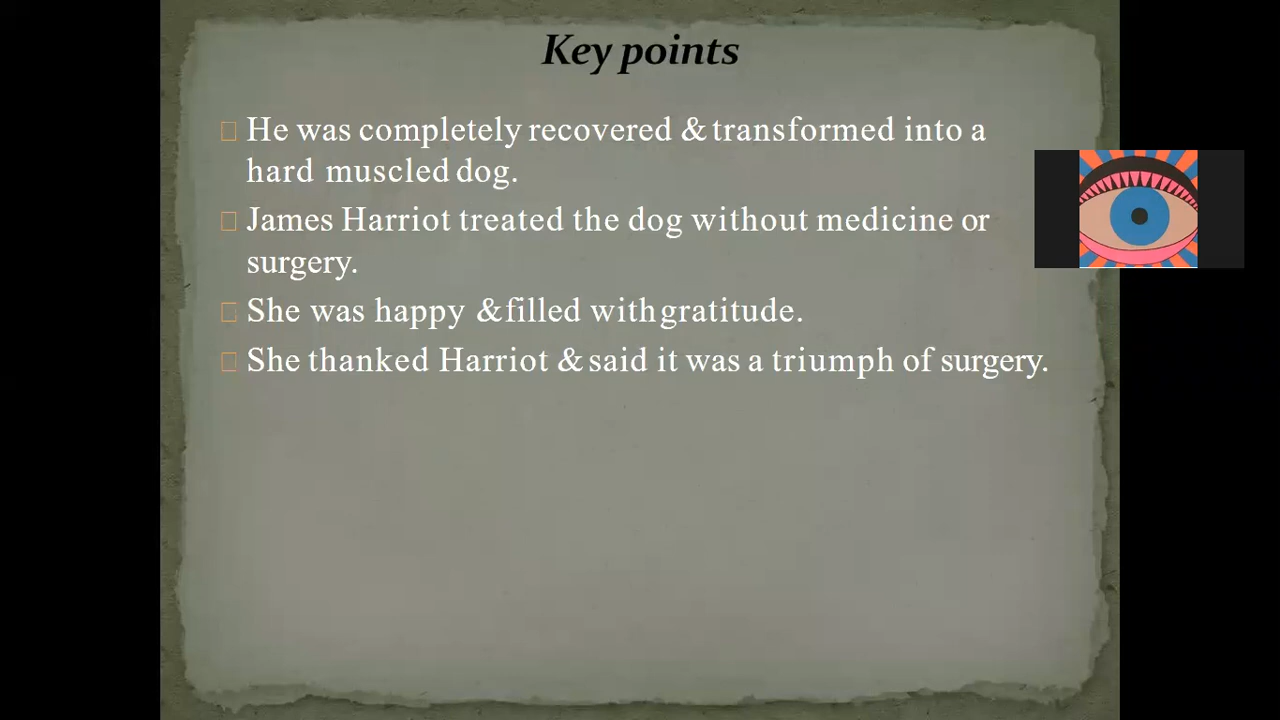 Key points
He was completely recovered & transformed into a
hard muscled dog.
James Harriot treated the dog without medicine or
surgery.
She was happy & filled with gratitude.
She thanked Harriot & said it was a triumph of surgery.